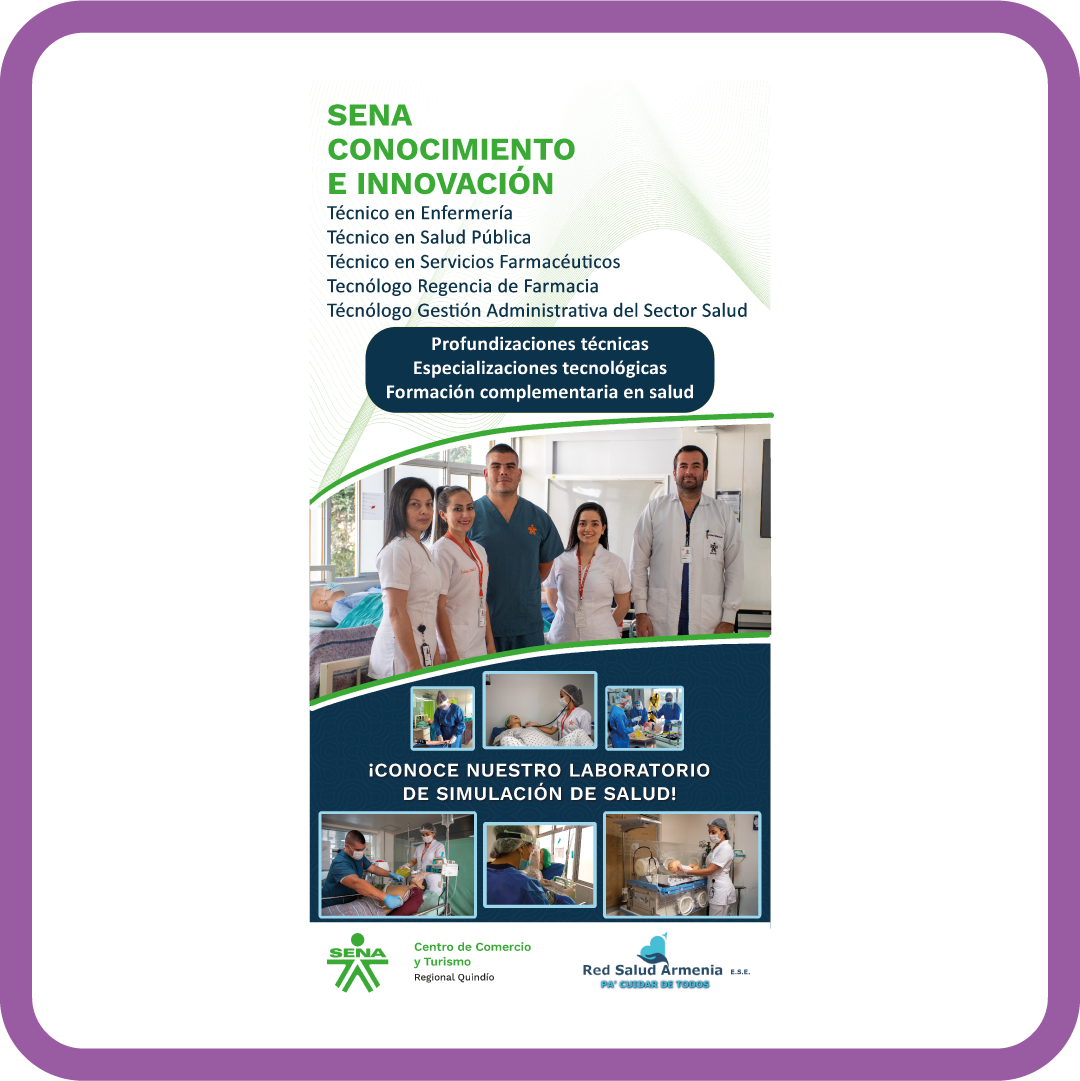 SENA
CONOCIMIENTO
E INNOVACIÓN
Técnico en Enfermería
Técnico en Salud Pública
Técnico en Servicios Farmacéuticos
Tecnólogo Regencia de Farmacia
Técnólogo Gestión Administrativa del Sector Salud
Profundizaciones técnicas
Especializaciones tecnológicas
Formación complementaria en salud
¡CONOCE NUESTRO LABORATORIO
DE SIMULACIÓN DE SALUD!
SENA
Centro de Comercio
y Turismo
Regional Quindío
Red Salud Armenia E.S.E.
PA' CUIDAR DE TODOS